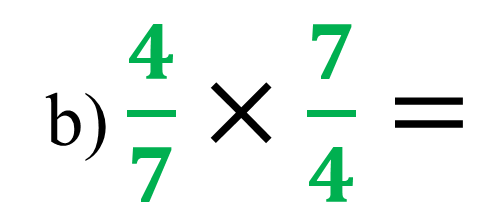 b) 4/7 × 7/4 =